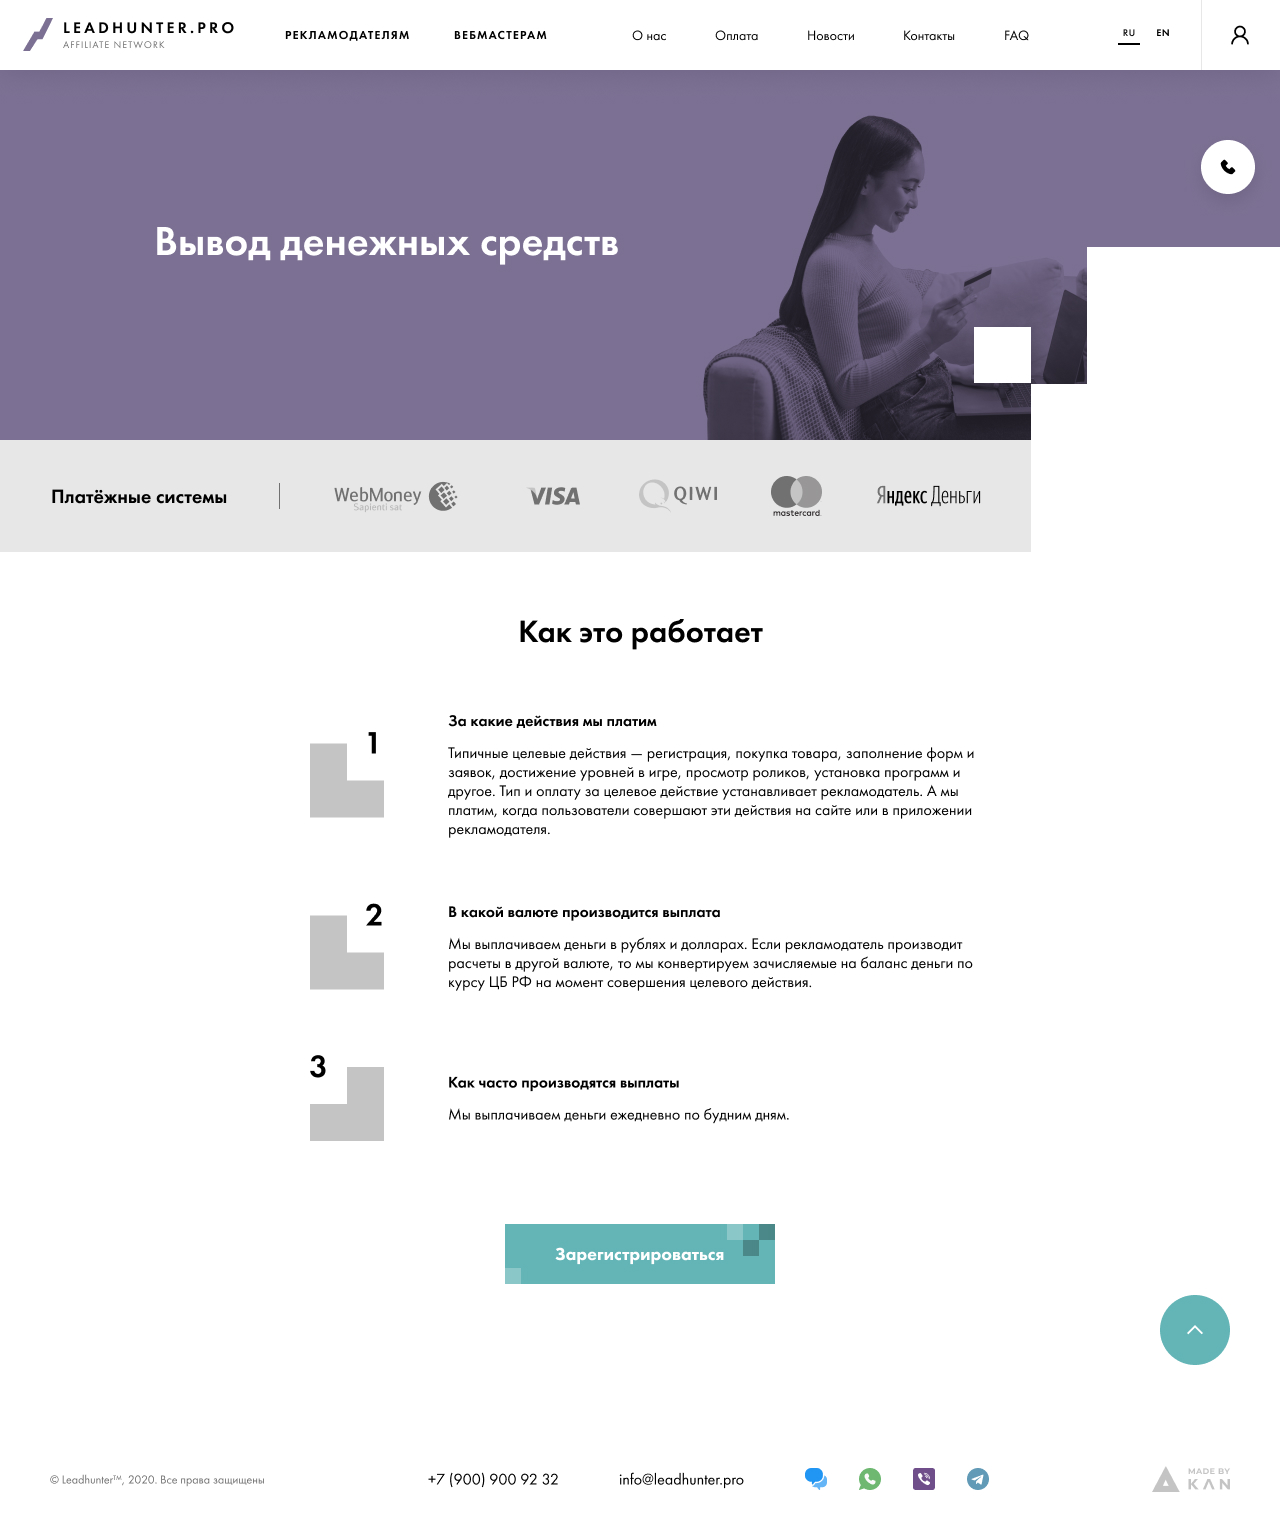 LEADHUNTER.PRO
AFFILIATE NETWORK
РЕКЛАМОДАТЕЛЯМ
ВЕБМАСТЕРАМ
О нас
Оплата
Новости
Контакты
FAQ
RU
EN
Вывод денежных средств
Платёжные системы
WebMoney
Sapienti sat
VISA
QIWI
mastercard.
Яндекс Деньги
Как это работает
1
За какие действия мы платим
Типичные целевые действия — регистрация, покупка товара, заполнение форм и
заявок, достижение уровней в игре, просмотр роликов, установка программ и
другое. Тип и оплату за целевое действие устанавливает рекламодатель. А мы
платим, когда пользователи совершают эти действия на сайте или в приложении
рекламодателя.
2
В какой валюте производится выплата
Мы выплачиваем деньги в рублях и долларах. Если рекламодатель производит
расчеты в другой валюте, то мы конвертируем зачисляемые на баланс деньги по
курсу ЦБ РФ на момент совершения целевого действия.
3
Как часто производятся выплаты
Мы выплачиваем деньги ежедневно по будним дням.
Зарегистрироваться
© Leadhunter™, 2020. Все права защищены
+7 (900) 900 92 32
info@leadhunter.pro
MADE BY
KAN